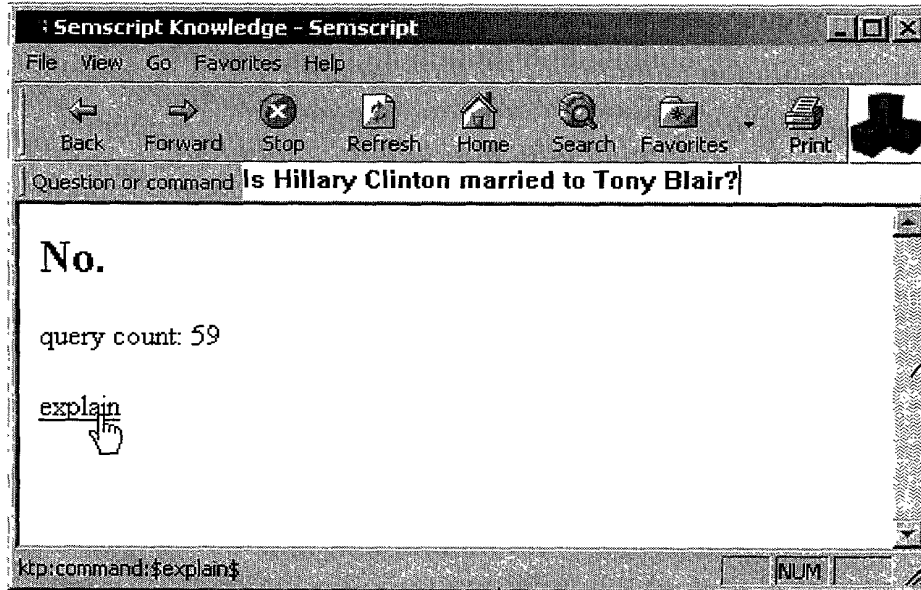 Semscript Knowledge - Semscript
File View Go Favorites Help
Back Forward Stop Refresh Home Search Favorites Print
Question or command Is Hillary Clinton married to Tony Blair?
No.
query count: 59
explain
ktp:command:$explain$ NUM